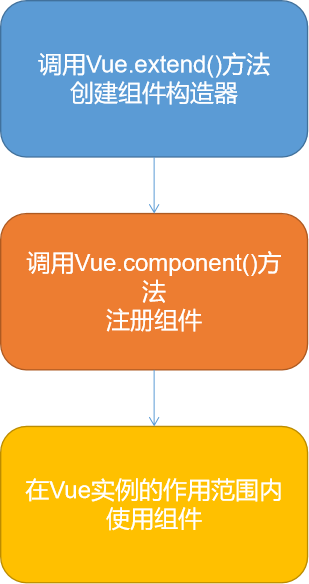 调用Vue.extend()方法
创建组件构造器
调用Vue.component()方
法
注册组件
在Vue实例的作用范围内
使用组件